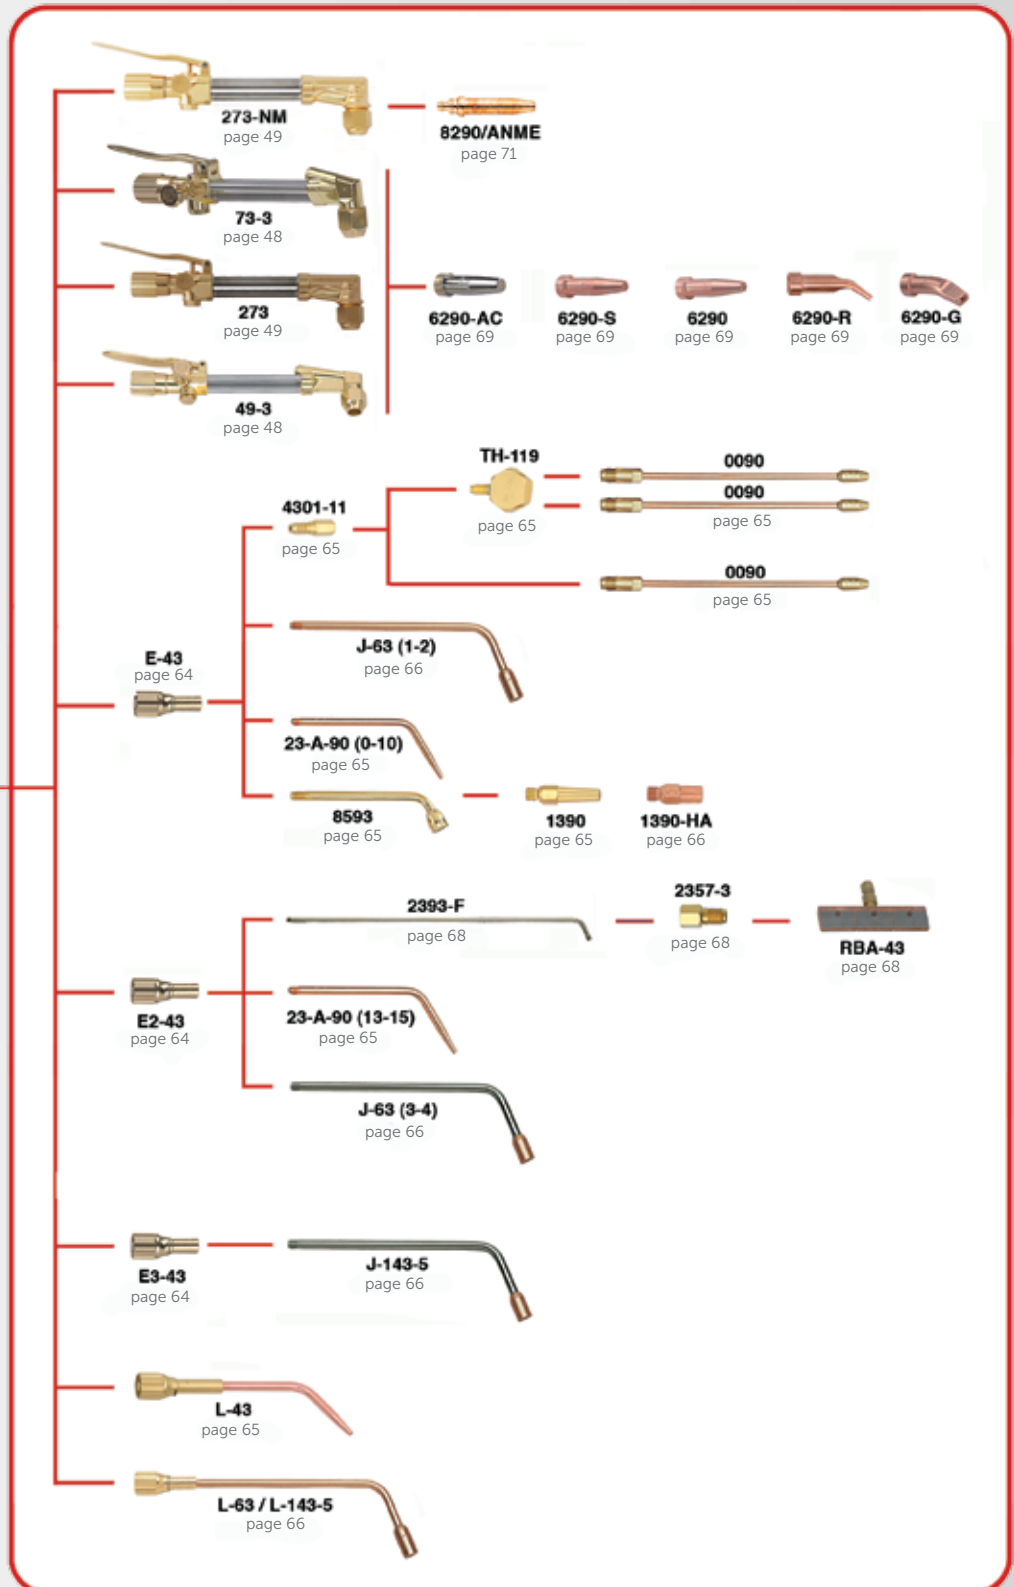 273-NM
page 49
8290/ANME
page 71
73-3
page 48
273
page 49
6290-AC
page 69
6290-S
page 69
6290
page 69
6290-R
page 69
6290-G
page 69
49-3
page 48
TH-119
page 65
0090
0090
page 65
4301-11
page 65
0090
page 65
J-63 (1-2)
page 66
E-43
page 64
23-A-90 (0-10)
page 65
8593
page 65
1390
page 65
1390-HA
page 66
2393-F
page 68
2357-3
page 68
RBA-43
page 68
E2-43
page 64
23-A-90 (13-15)
page 65
J-63 (3-4)
page 66
E3-43
page 64
J-143-5
page 66
L-43
page 65
L-63 / L-143-5
page 66